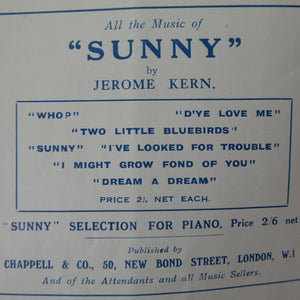 All the Music of
"SUNNY"
by
JEROME KERN.
"WHO?" "D'YE LOVE ME"
"TWO LITTLE BLUEBIRDS"
"SUNNY" "I'VE LOOKED FOR TROUBLE"
"I MIGHT GROW FOND OF YOU"
"DREAM A DREAM"
PRICE 2/. NET EACH.
"SUNNY" SELECTION FOR PIANO, Price 2/6 net
Published by
CHAPPELL & CO., 50, NEW BOND STREET, LONDON, W.1
And of the Attendants and all Music Sellers.